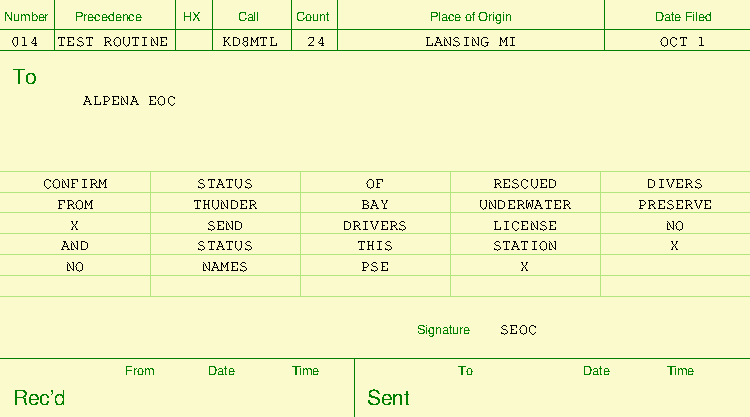 Number Precedence HX Call Count Place of Origin Date Filed
014 TEST ROUTINE KD8MTL 24 LANSING MI OCT 1
To
ALPENA EOC
CONFIRM STATUS OF RESCUED DIVERS
FROM THUNDER BAY UNDERWATER PRESERVE
X SEND DRIVERS LICENSE NO
AND STATUS THIS STATION X
NO NAMES PSE X
Signature SEOC
From Date Time To Date Time
Rec'd Sent